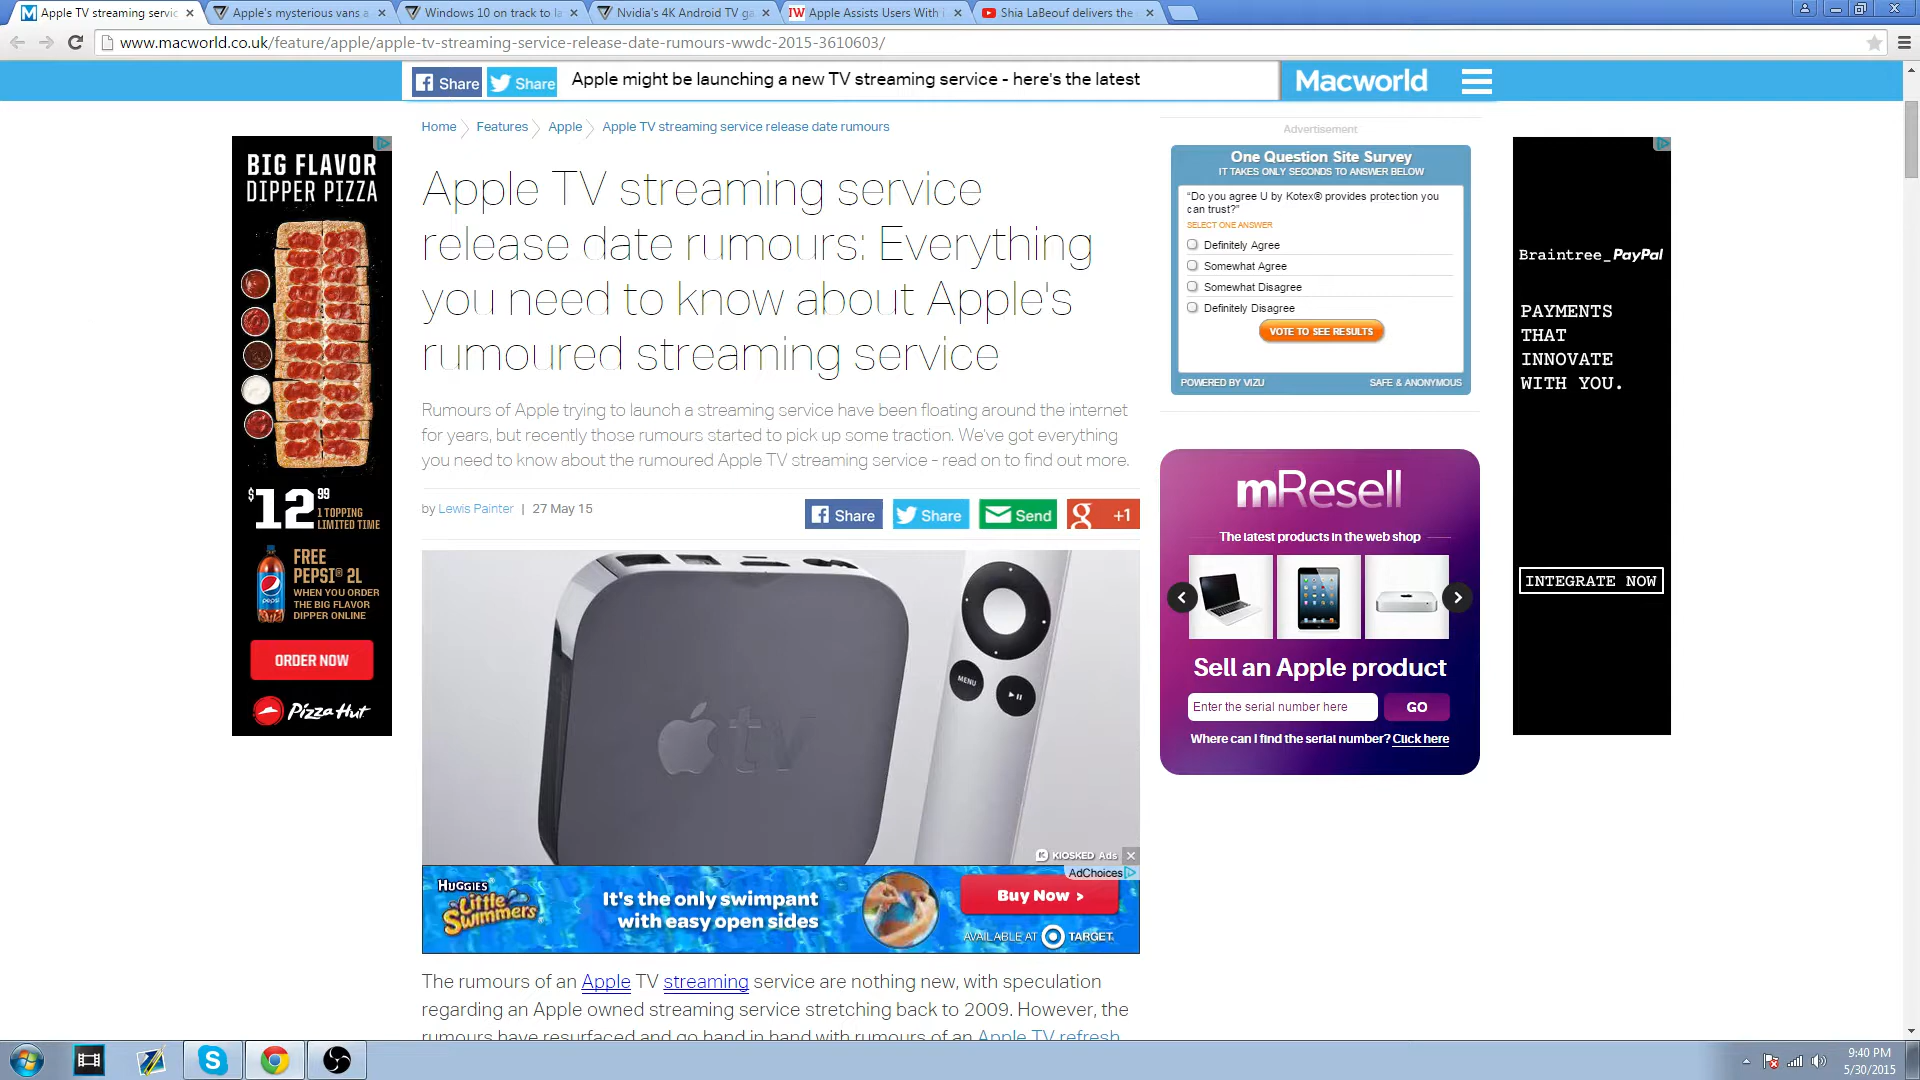 Apple TV streaming servic
Apple's mysterious vans a
Windows 10 on track to la
Nvidia's 4K Android TV ga
IW Apple Assists Users With i
Shia LaBeouf delivers the
www.macworld.co.uk/feature/apple/apple-tv-streaming-service-release-date-rumours-wwdc-2015-3610603/
Share
Share
Apple might be launching a new TV streaming service - here's the latest
Macworld
Home
Features
Apple
Apple TV streaming service release date rumours
Apple TV streaming service
release date rumours: Everything
you need to know about Apple's
rumoured streaming service
Rumours of Apple trying to launch a streaming service have been floating around the internet
for years, but recently those rumours started to pick up some traction. We've got everything
you need to know about the rumoured Apple TV streaming service - read on to find out more.
by Lewis Painter | 27 May 15
Share
Share
Send
g +1
BIG FLAVOR
DIPPER PIZZA
$12 99
1 TOPPING
LIMITED TIME
FREE
PEPSI® 2L
WHEN YOU ORDER
THE BIG FLAVOR
DIPPER ONLINE
pepsi
ORDER NOW
Pizza Hut
Advertisement
One Question Site Survey
IT TAKES ONLY SECONDS TO ANSWER BELOW
"Do you agree U by Kotex® provides protection you
can trust?"
SELECT ONE ANSWER
Definitely Agree
Somewhat Agree
Somewhat Disagree
Definitely Disagree
VOTE TO SEE RESULTS
POWERED BY VIZU
SAFE & ANONYMOUS
mResell
The latest products in the web shop
Sell an Apple product
Enter the serial number here
GO
Where can I find the serial number? Click here
Braintree_PayPal
PAYMENTS
THAT
INNOVATE
WITH YOU.
INTEGRATE NOW
tv
MENU
KIOSKED Ads
AdChoices
HUGGIES
Little
Swimmers
It's the only swimpant
with easy open sides
Buy Now >
AVAILABLE AT TARGET
The rumours of an Apple TV streaming service are nothing new, with speculation
regarding an Apple owned streaming service stretching back to 2009. However, the
rumours have resurfaced and go hand in hand with rumours of an Apple TV refresh
9:40 PM
5/30/2015